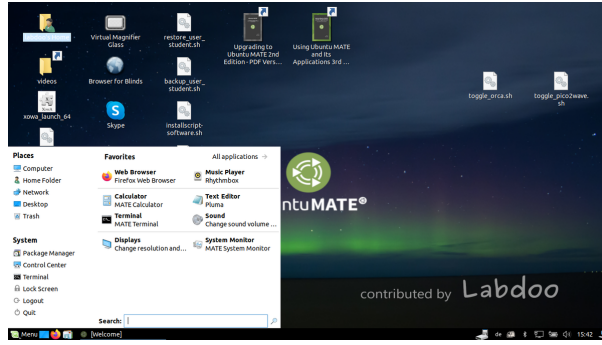 Virtual Magnifier
Glass
restore_user_
student.sh
Upgrading to
Ubuntu MATE 2nd
Edition - PDF Vers…
Using Ubuntu MATE
and Its
Applications 3rd …
videos
Browser for Blinds
backup_user_
student.sh
toggle_orca.sh
toggle_pico2wave.
sh
xowa_launch_64
Skype
installscript-
software.sh
Places
Computer
Home Folder
Network
Desktop
Trash
System
Package Manager
Control Center
Terminal
Lock Screen
Logout
Quit
Favorites
All applications
Web Browser
Firefox Web Browser
Music Player
Rhythmbox
Calculator
MATE Calculator
Text Editor
Pluma
Terminal
MATE Terminal
Sound
Change sound volume …
Displays
Change resolution and…
System Monitor
MATE System Monitor
Search:
ntuMATE®
contributed by Labdoo
Menu
[Welcome]
de
15:42